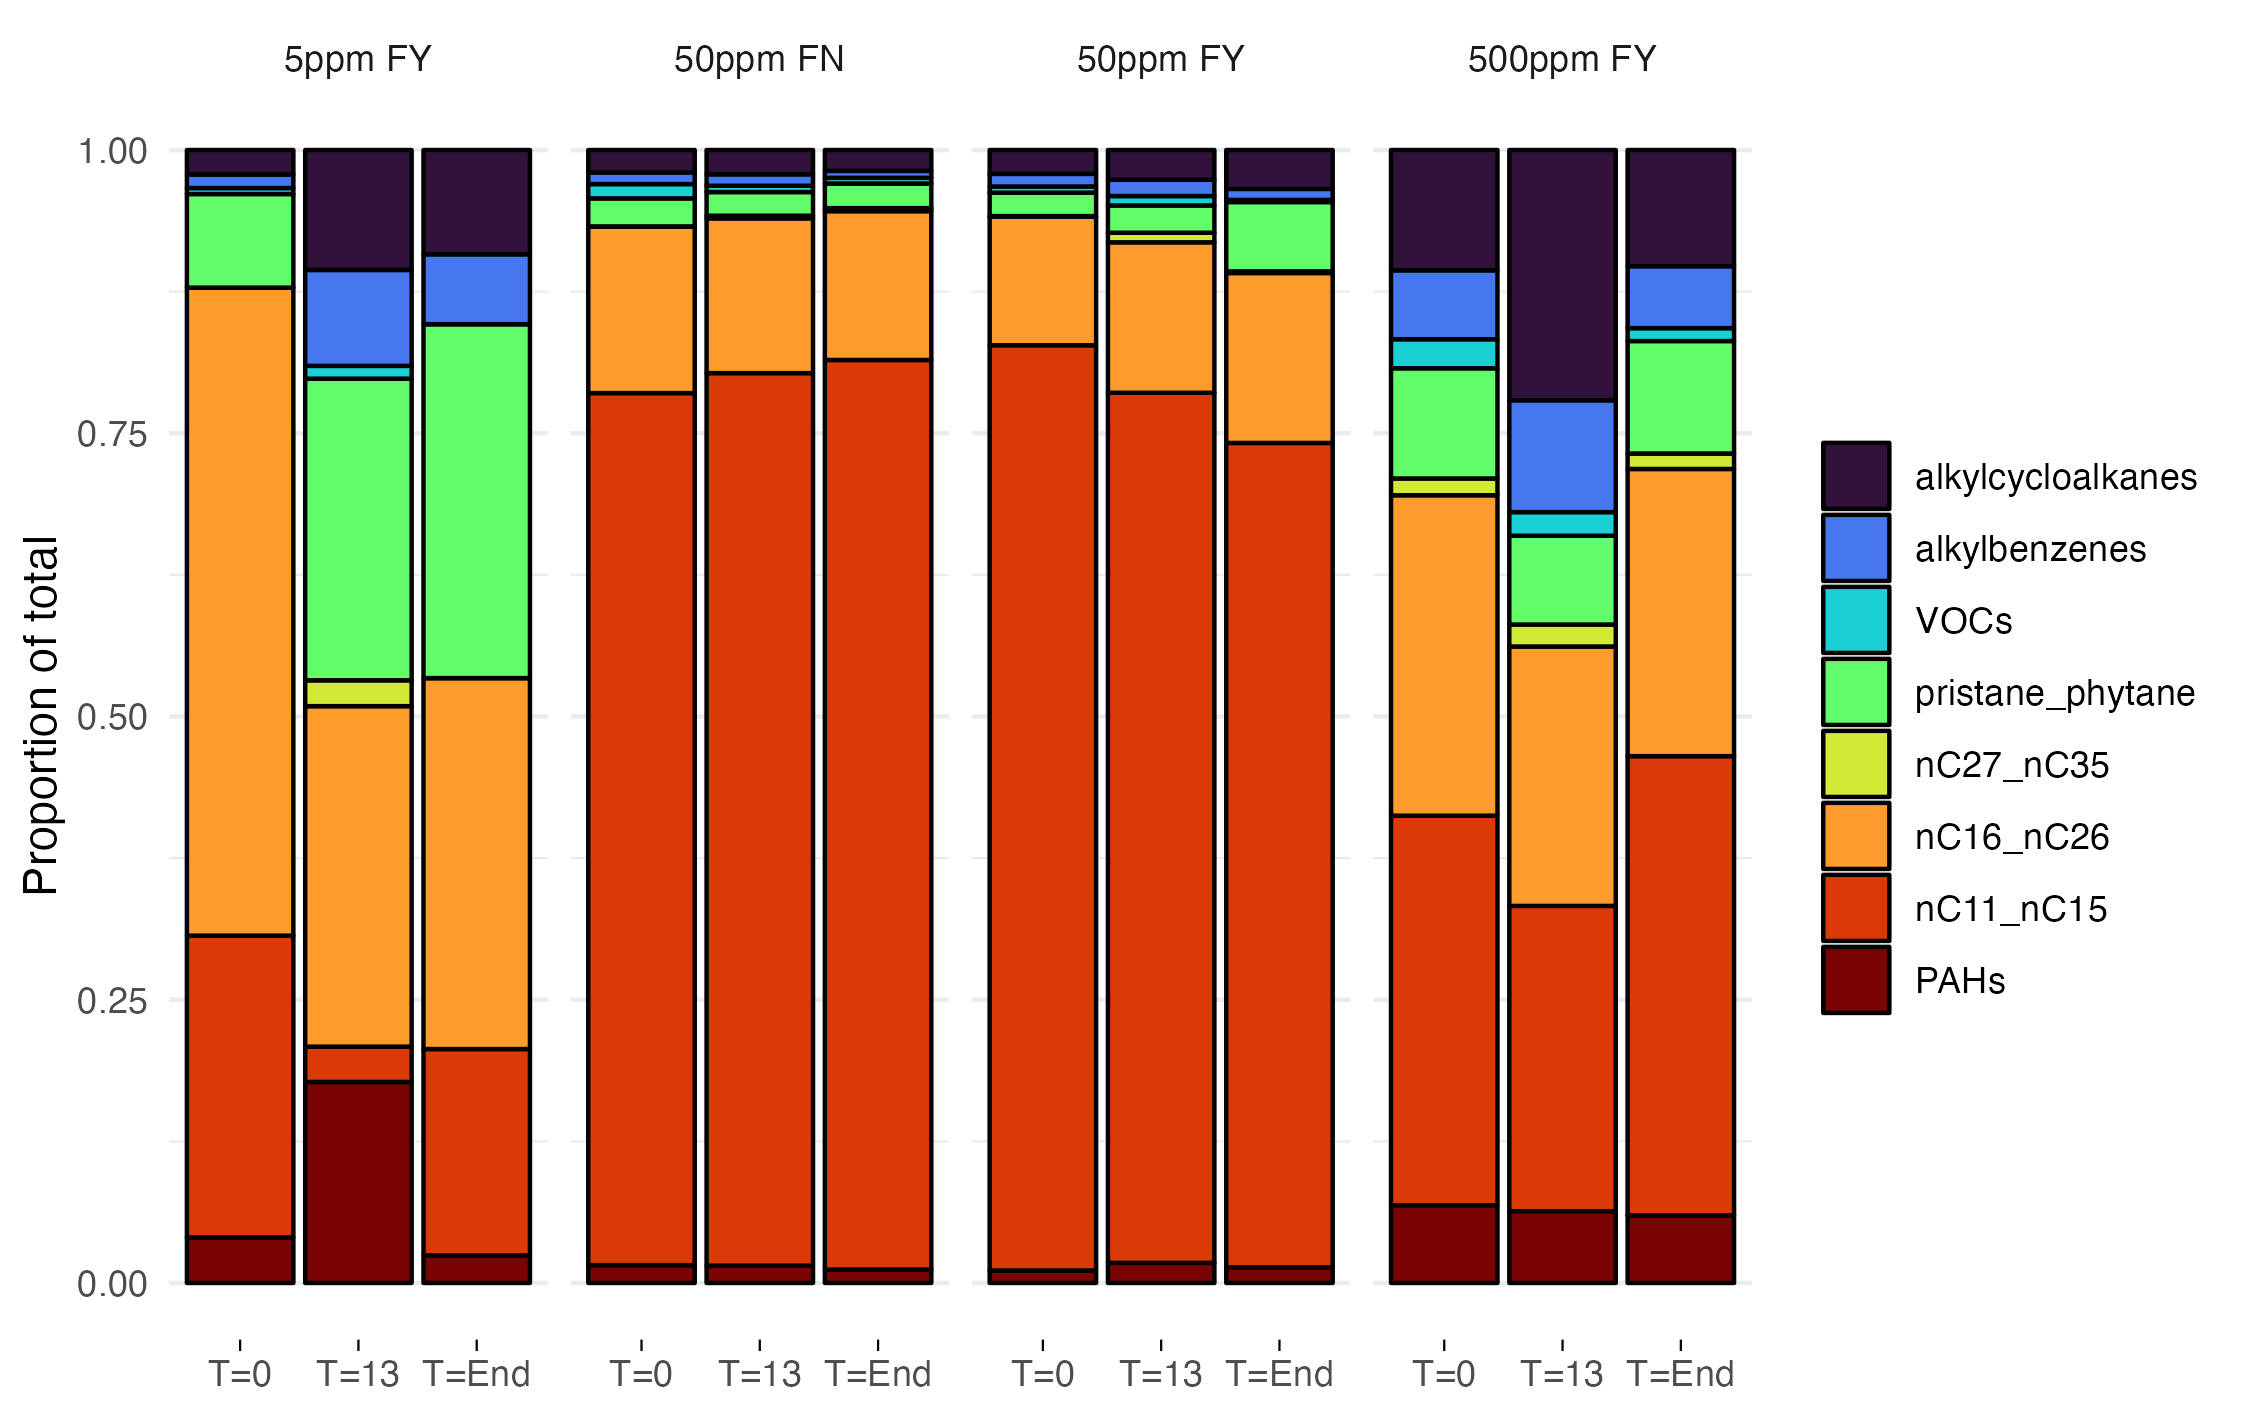 5ppm FY 50ppm FN 50ppm FY 500ppm FY
1.00
0.75
0.50
0.25
0.00
Proportion of total
T=0 T=13 T=End T=0 T=13 T=End T=0 T=13 T=End T=0 T=13 T=End
alkylcycloalkanes
alkylbenzenes
VOCs
pristane_phytane
nC27_nC35
nC16_nC26
nC11_nC15
PAHs